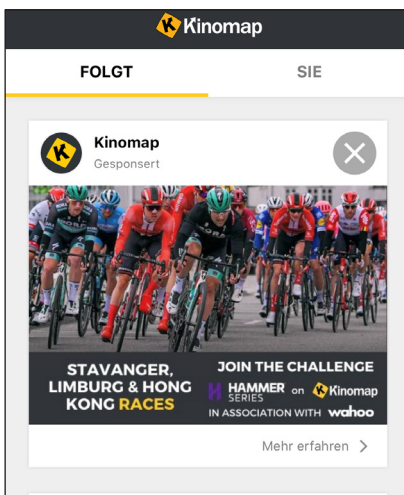 Kinomap
FOLGT SIE
Kinomap
Gesponsert
STAVANGER,
LIMBURG & HONG
KONG RACES
JOIN THE CHALLENGE
HAMMER SERIES on Kinomap
IN ASSOCIATION WITH wahoo
Mehr erfahren